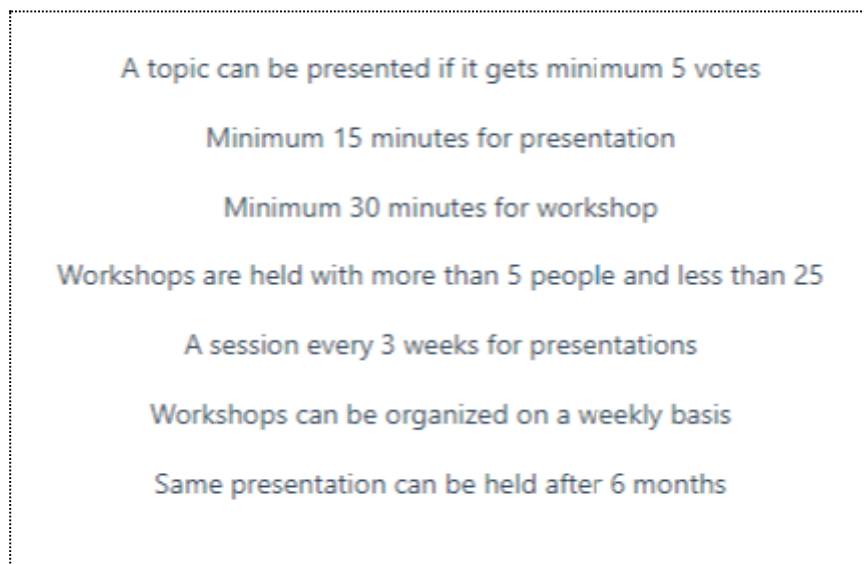 A topic can be presented if it gets minimum 5 votes
Minimum 15 minutes for presentation
Minimum 30 minutes for workshop
Workshops are held with more than 5 people and less than 25
A session every 3 weeks for presentations
Workshops can be organized on a weekly basis
Same presentation can be held after 6 months